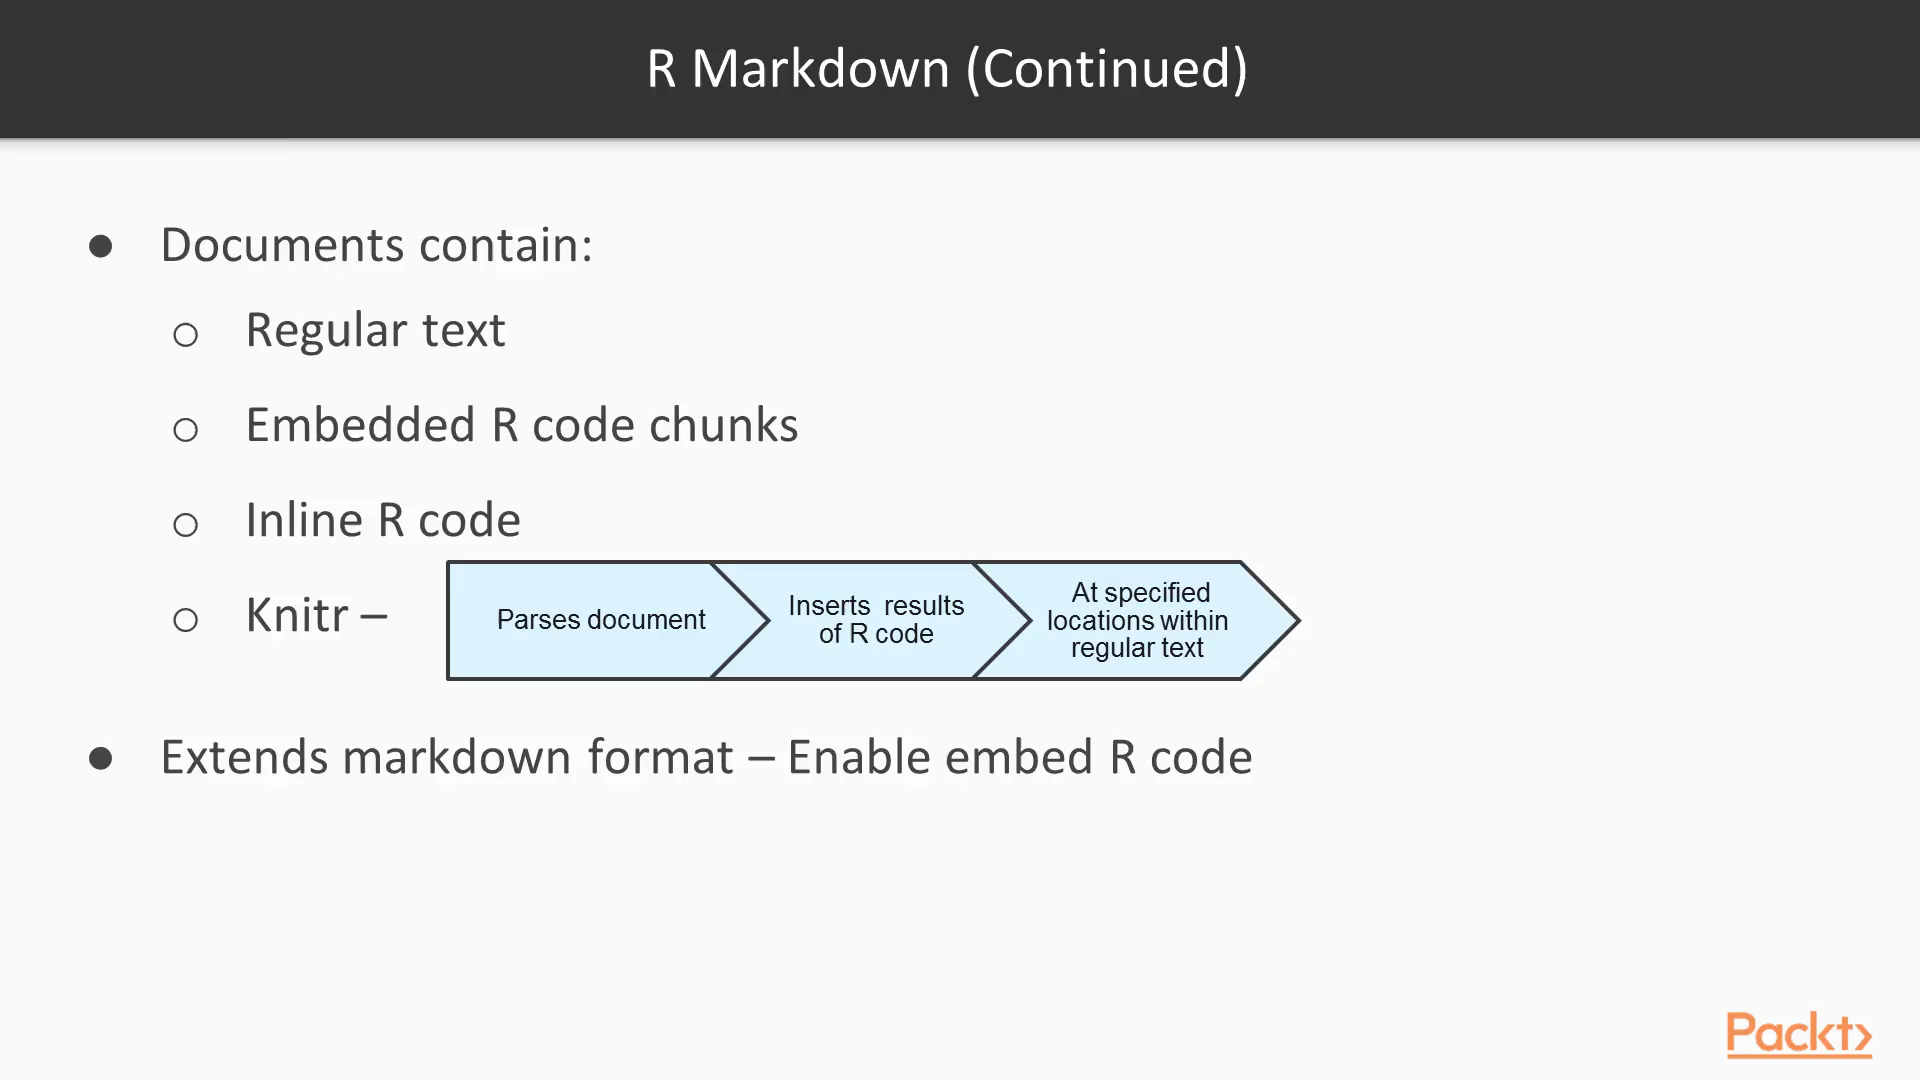 R Markdown (Continued)
● Documents contain:
○ Regular text
○ Embedded R code chunks
○ Inline R code
○ Knitr –
Parses document
Inserts results
of R code
At specified
locations within
regular text
● Extends markdown format – Enable embed R code
Packt>